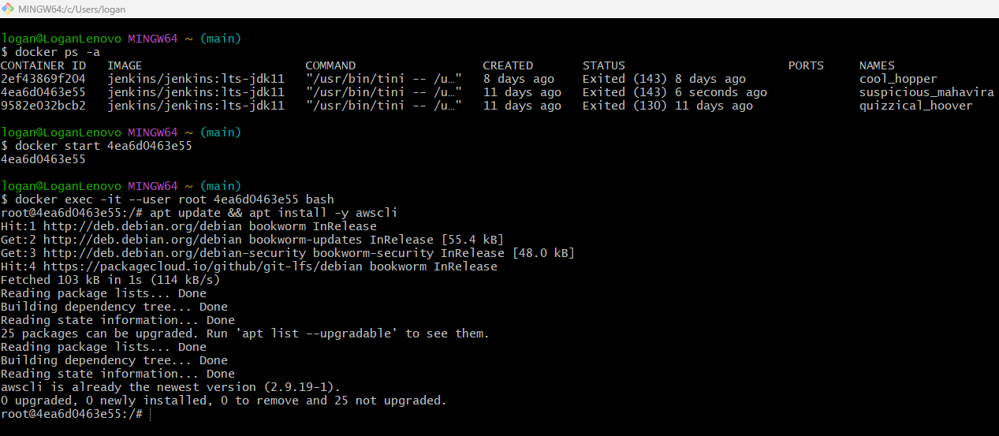 MINGW64:/c/Users/logan
logan@LoganLenovo MINGW64 ~ (main)
$ docker ps -a
CONTAINER ID   IMAGE                       COMMAND                  CREATED       STATUS                       PORTS     NAMES
2ef43869f204   jenkins/jenkins:lts-jdk11   "/usr/bin/tini -- /u…"   8 days ago    Exited (143) 8 days ago                cool_hopper
4ea6d0463e55   jenkins/jenkins:lts-jdk11   "/usr/bin/tini -- /u…"   11 days ago   Exited (143) 6 seconds ago             suspicious_mahavira
9582e032bcb2   jenkins/jenkins:lts-jdk11   "/usr/bin/tini -- /u…"   11 days ago   Exited (130) 11 days ago               quizzical_hoover
logan@LoganLenovo MINGW64 ~ (main)
$ docker start 4ea6d0463e55
4ea6d0463e55
logan@LoganLenovo MINGW64 ~ (main)
$ docker exec -it --user root 4ea6d0463e55 bash
root@4ea6d0463e55:/# apt update && apt install -y awscli
Hit:1 http://deb.debian.org/debian bookworm InRelease
Get:2 http://deb.debian.org/debian bookworm-updates InRelease [55.4 kB]
Get:3 http://deb.debian.org/debian-security bookworm-security InRelease [48.0 kB]
Hit:4 https://packagecloud.io/github/git-lfs/debian bookworm InRelease
Fetched 103 kB in 1s (114 kB/s)
Reading package lists... Done
Building dependency tree... Done
Reading state information... Done
25 packages can be upgraded. Run 'apt list --upgradable' to see them.
Reading package lists... Done
Building dependency tree... Done
Reading state information... Done
awscli is already the newest version (2.9.19-1).
0 upgraded, 0 newly installed, 0 to remove and 25 not upgraded.
root@4ea6d0463e55:/#